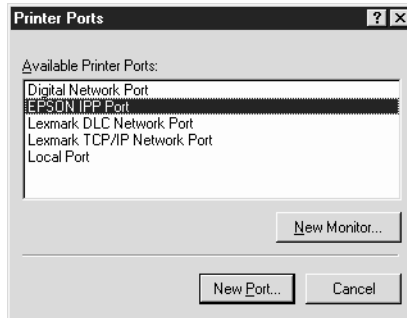 Printer Ports
Available Printer Ports:
Digital Network Port
EPSON IPP Port
Lexmark DLC Network Port
Lexmark TCP/IP Network Port
Local Port
New Monitor...
New Port... Cancel